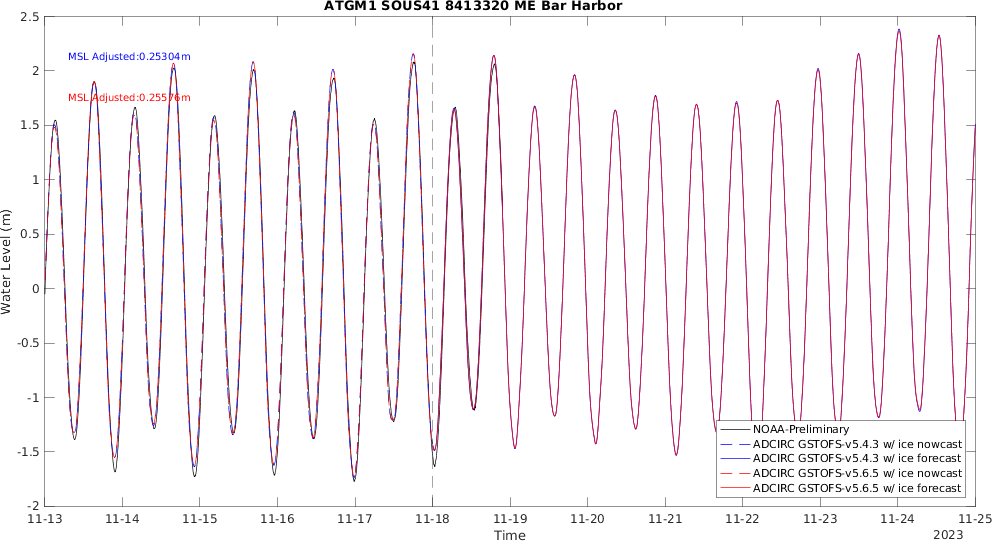 ATGM1 SOUS41 8413320 ME Bar Harbor
2.5
2
1.5
1
0.5
0
-0.5
-1
-1.5
-2
Water Level (m)
MSL Adjusted:0.25304m
MSL Adjusted:0.25576m
NOAA-Preliminary
ADCIRC GSTOFS-v5.4.3 w/ ice nowcast
ADCIRC GSTOFS-v5.4.3 w/ ice forecast
ADCIRC GSTOFS-v5.6.5 w/ ice nowcast
ADCIRC GSTOFS-v5.6.5 w/ ice forecast
11-13 11-14 11-15 11-16 11-17 11-18 11-19 11-20 11-21 11-22 11-23 11-24 11-25
Time
2023